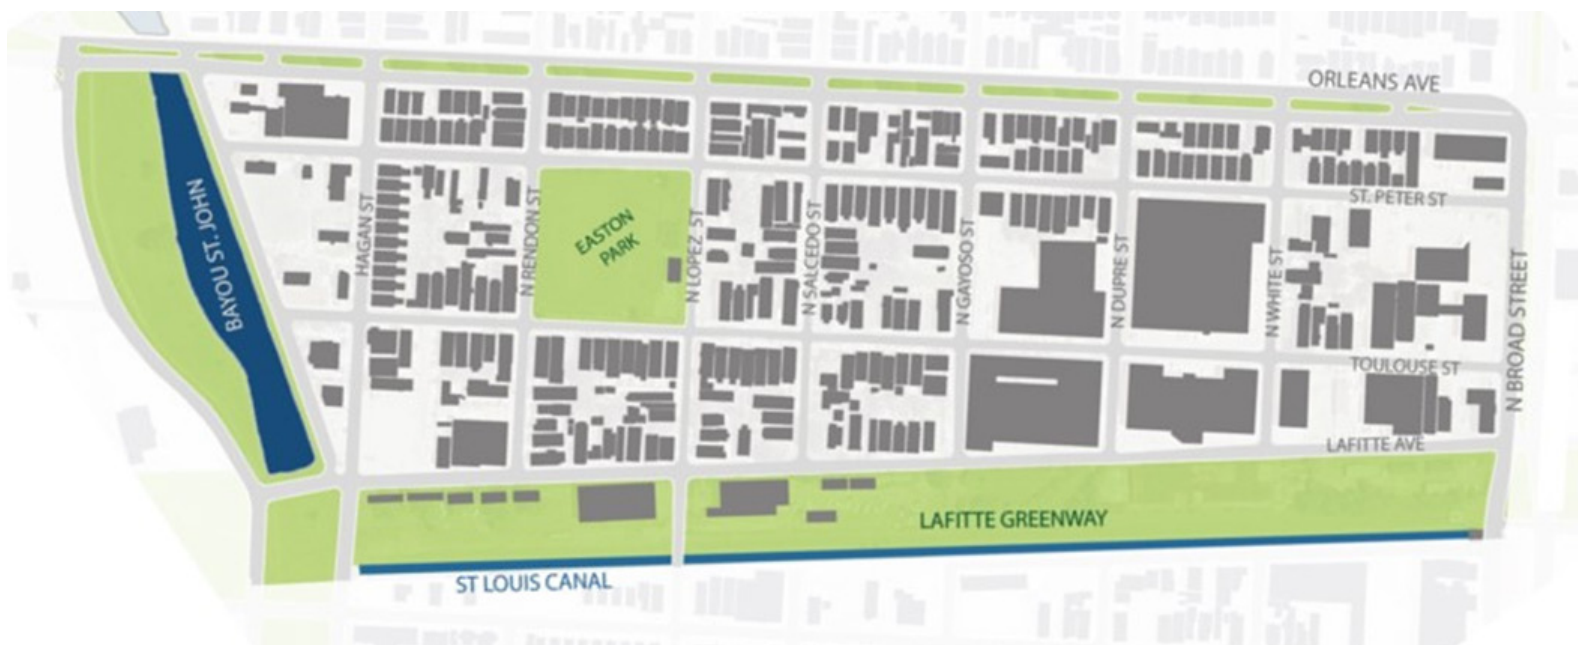 ORLEANS AVE
BAYOU ST. JOHN
HAGAN ST
N RENDON ST
EASTON
PARK
N LOPEZ ST
N SALCEDO ST
N GAYOSO ST
N DUPRE ST
N WHITE ST
ST. PETER ST
N BROAD STREET
TOULOUSE ST
LAFITTE AVE
LAFITTE GREENWAY
ST LOUIS CANAL